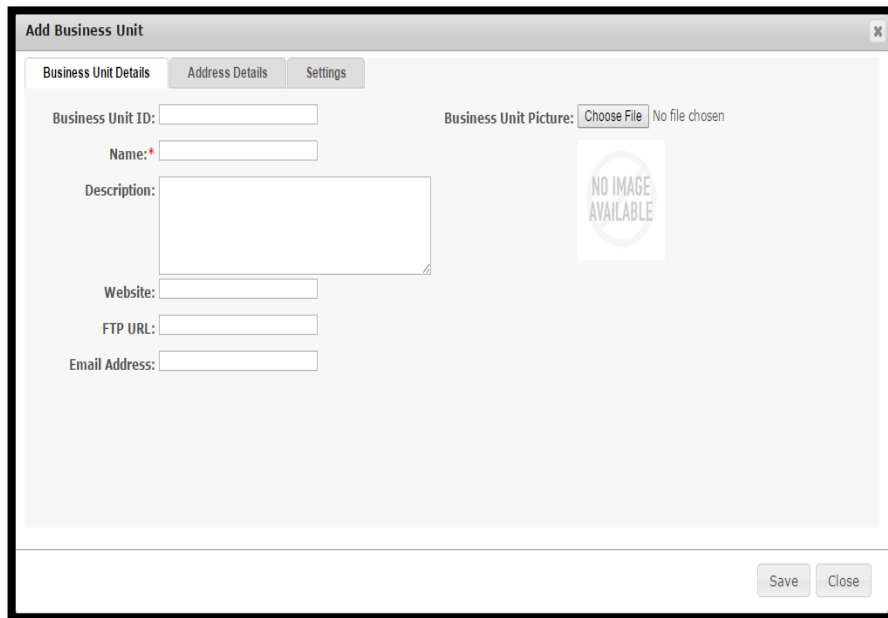 Add Business Unit
Business Unit Details Address Details Settings
Business Unit ID:
Business Unit Picture: Choose File No file chosen
Name:*
Description:
NO IMAGE
AVAILABLE
Website:
FTP URL:
Email Address:
Save Close